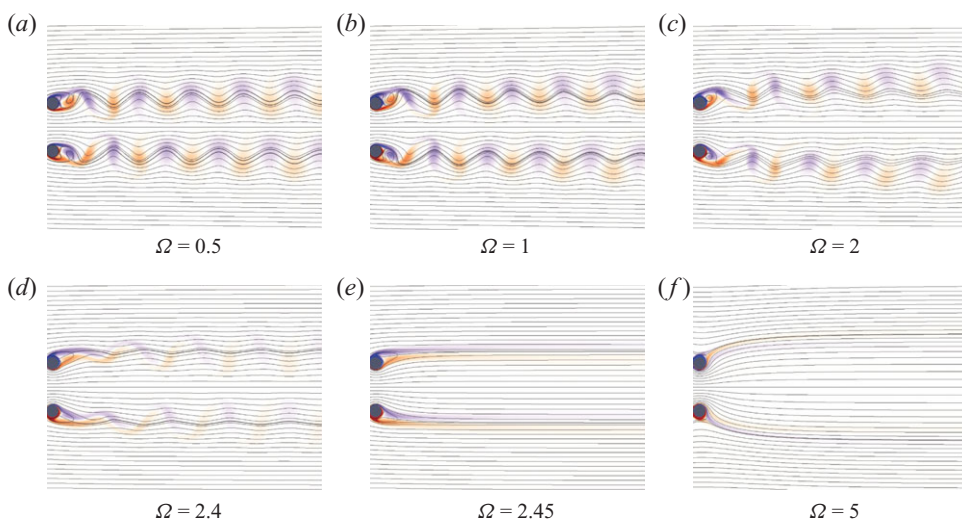 (a) (b) (c)
Ω = 0.5 Ω = 1 Ω = 2
(d) (e) (f)
Ω = 2.4 Ω = 2.45 Ω = 5